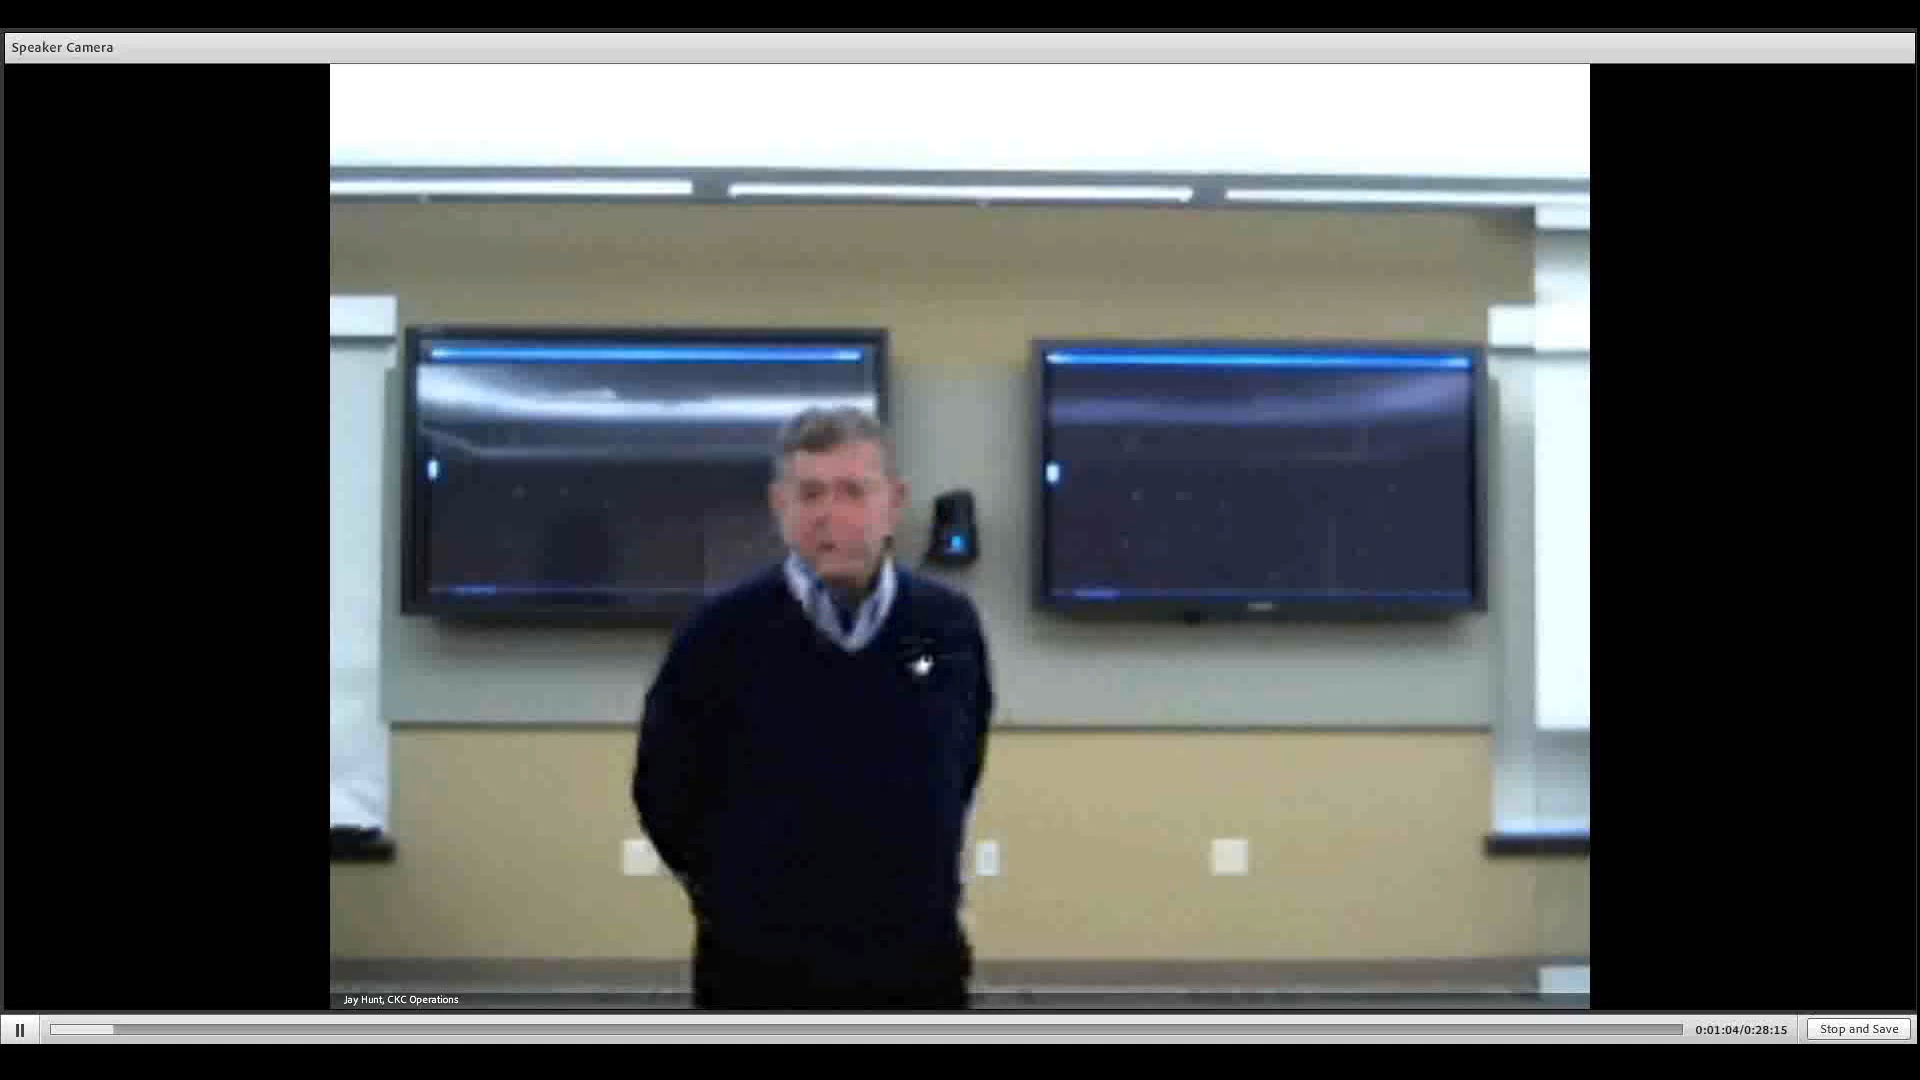 Speaker Camera
Jay Hunt, CKC Operations
0:01:04/0:28:15
Stop and Save